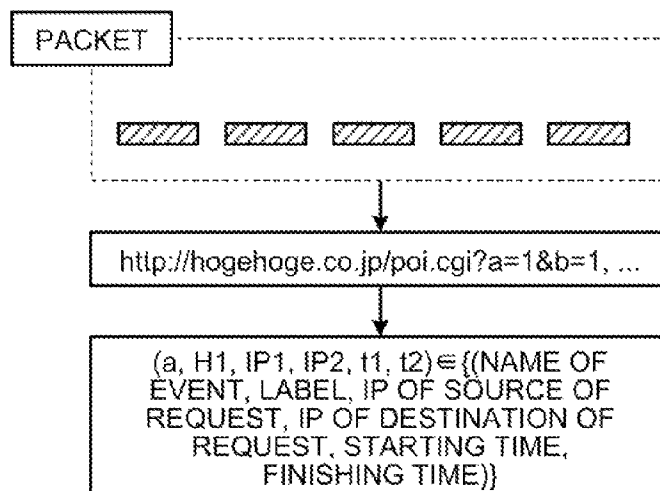 PACKET
http://hogehoge.co.jp/poi.cgi?a=1&b=1, ...
(a, H1, IP1, IP2, t1, t2)∈{(NAME OF
EVENT, LABEL, IP OF SOURCE OF
REQUEST, IP OF DESTINATION OF
REQUEST, STARTING TIME,
FINISHING TIME)}